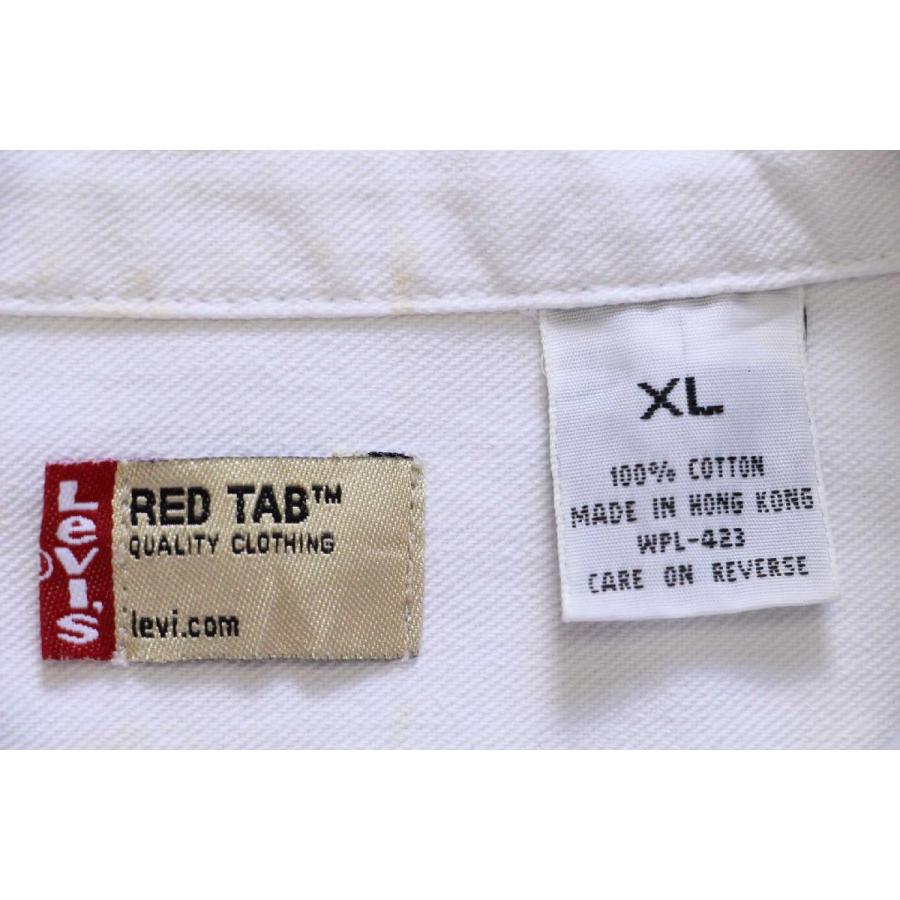 Levi's
RED TAB™
QUALITY CLOTHING
levi.com
XL
100% COTTON
MADE IN HONG KONG
WPL-423
CARE ON REVERSE